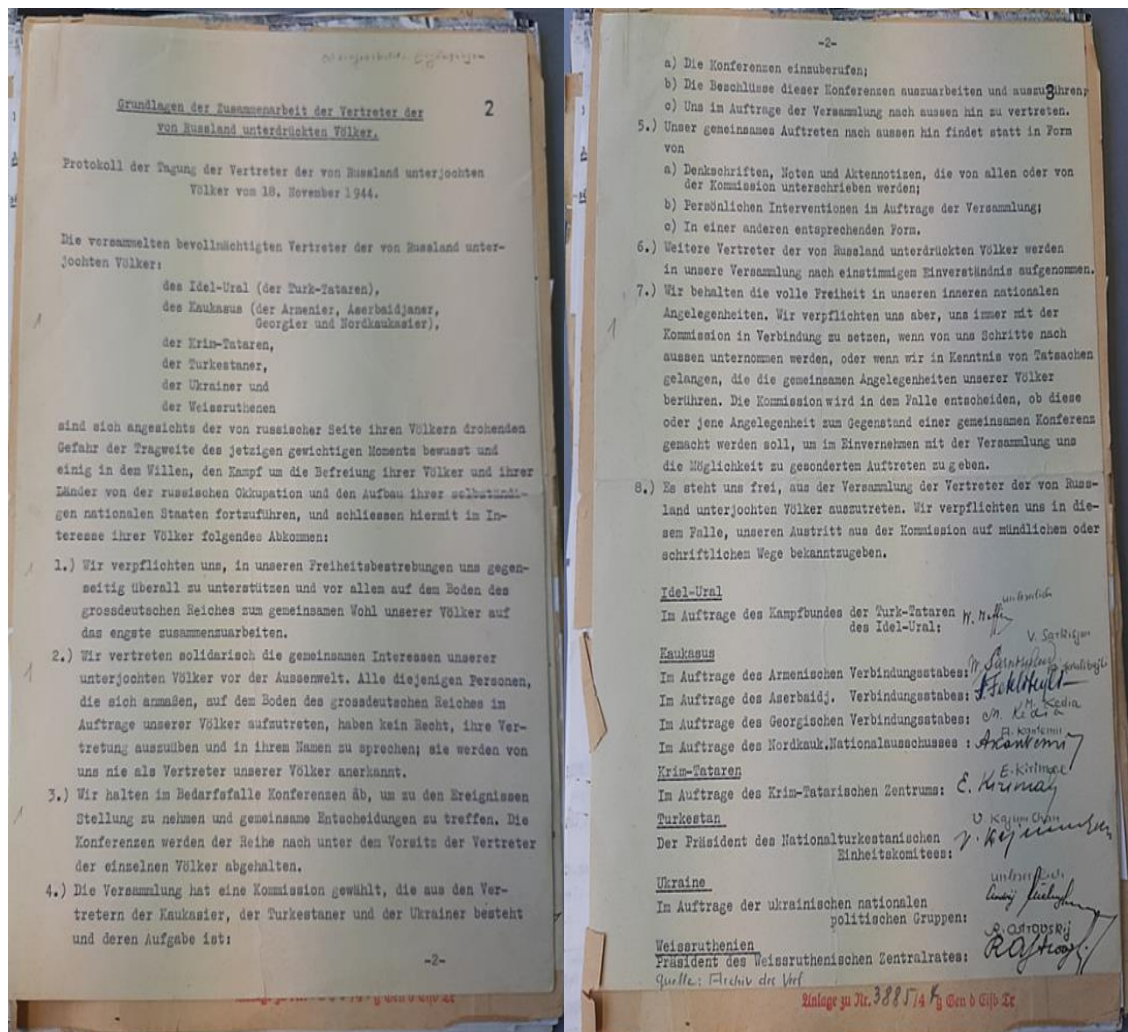 2
Grundlagen der Zusammenarbeit der Vertreter der
von Russland unterdrückten Völker.
Protokoll der Tagung der Vertreter der von Russland unterjochten
Völker vom 18. November 1944.
Die versammelten bevollmächtigten Vertreter der von Russland unter-
jochten Völker:
des Idel-Ural (der Turk-Tataren),
des Kaukasus (der Armenier, Aserbaidjaner,
Georgier und Nordkaukasier),
der Krim-Tataren,
der Turkestaner,
der Ukrainer und
der Weissruthenen
sind sich angesichts der von russischer Seite ihren Völkern drohenden
Gefahr der Tragweite des jetzigen gewichtigen Moments bewusst und
einig in dem Willen, den Kampf um die Befreiung ihrer Völker und ihrer
Länder von der russischen Okkupation und den Aufbau ihrer selbständi-
gen nationalen Staaten fortzuführen, und schliessen hiermit im In-
teresse ihrer Völker folgendes Abkommen:
1.) Wir verpflichten uns, in unseren Freiheitsbestrebungen uns gegen-
seitig überall zu unterstützen und vor allem auf dem Boden des
grossdeutschen Reiches zum gemeinsamen Wohl unserer Völker auf
das engste zusammenzuarbeiten.
2.) Wir vertreten solidarisch die gemeinsamen Interessen unserer
unterjochten Völker vor der Aussenwelt. Alle diejenigen Personen,
die sich anmaßen, auf dem Boden des grossdeutschen Reiches im
Auftrage unserer Völker aufzutreten, haben kein Recht, ihre Ver-
tretung auszuüben und in ihrem Namen zu sprechen; sie werden von
uns nie als Vertreter unserer Völker anerkannt.
3.) Wir halten im Bedarfsfalle Konferenzen ab, um zu den Ereignissen
Stellung zu nehmen und gemeinsame Entscheidungen zu treffen. Die
Konferenzen werden der Reihe nach unter dem Vorsitz der Vertreter
der einzelnen Völker abgehalten.
4.) Die Versammlung hat eine Kommission gewählt, die aus den Ver-
tretern der Kaukasier, der Turkestaner und der Ukrainer besteht
und deren Aufgabe ist:
-2-
-2-
a) Die Konferenzen einzuberufen;
b) Die Beschlüsse dieser Konferenzen auszuarbeiten und auszuführen;
3
c) Uns im Auftrage der Versammlung nach aussen hin zu vertreten.
5.) Unser gemeinsames Auftreten nach aussen hin findet statt in Form
von
a) Denkschriften, Noten und Aktennotizen, die von allen oder von
der Kommission unterschrieben werden;
b) Persönlichen Interventionen im Auftrage der Versammlung;
c) In einer anderen entsprechenden Form.
6.) Weitere Vertreter der von Russland unterdrückten Völker werden
in unsere Versammlung nach einstimmigem Einverständnis aufgenommen.
7.) Wir behalten die volle Freiheit in unseren inneren nationalen
Angelegenheiten. Wir verpflichten uns aber, uns immer mit der
Kommission in Verbindung zu setzen, wenn von uns Schritte nach
aussen unternommen werden, oder wenn wir in Kenntnis von Tatsachen
gelangen, die die gemeinsamen Angelegenheiten unserer Völker
berühren. Die Kommission wird in dem Falle entscheiden, ob diese
oder jene Angelegenheit zum Gegenstand einer gemeinsamen Konferenz
gemacht werden soll, um im Einvernehmen mit der Versammlung uns
die Möglichkeit zu gesondertem Auftreten zu geben.
8.) Es steht uns frei, aus der Versammlung der Vertreter der von Russ-
land unterjochten Völker auszutreten. Wir verpflichten uns in die-
sem Falle, unseren Austritt aus der Kommission auf mündlichem oder
schriftlichem Wege bekanntzugeben.
Idel-Ural
unleserlich
Im Auftrage des Kampfbundes der Turk-Tataren
des Idel-Ural:
V. Sarkisjan
Kaukasus
Im Auftrage des Armenischen Verbindungsstabes:
Im Auftrage des Aserbaidj. Verbindungsstabes:
M. Kedia
Im Auftrage des Georgischen Verbindungsstabes: M. Kedia
A. Kantemir
Im Auftrage des Nordkauk.Nationalausschusses : AKantemir
Krim-Tataren
E. Kirimal
Im Auftrage des Krim-Tatarischen Zentrums: E. Kirimal
Turkestan
V. Kajum Chan
Der Präsident des Nationalturkestanischen
Einheitskomitees:
Ukraine
unleserlich
Im Auftrage der ukrainischen nationalen
politischen Gruppen:
R. OSTROVSKIJ
Weissruthenien
Präsident des Weissruthenischen Zentralrates:
Quelle: Archiv des Verf
Anlage zu Nr. 3885/44